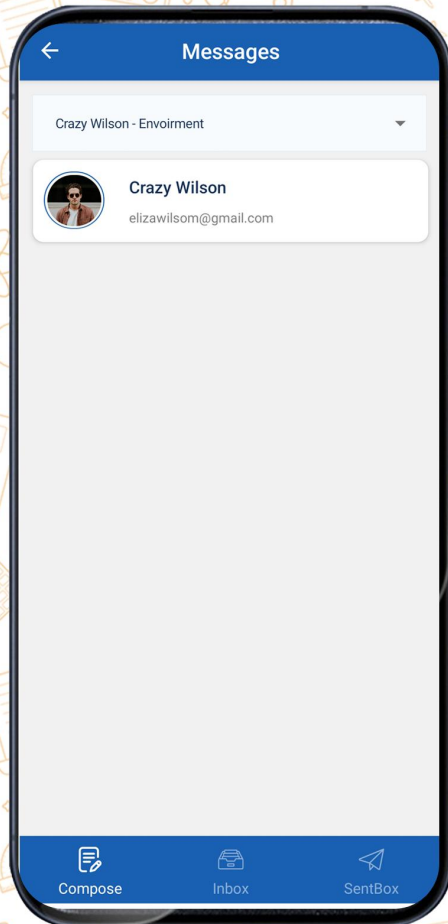 Messages
Crazy Wilson - Envoirment
Crazy Wilson
elizawilsom@gmail.com
Compose
Inbox
SentBox